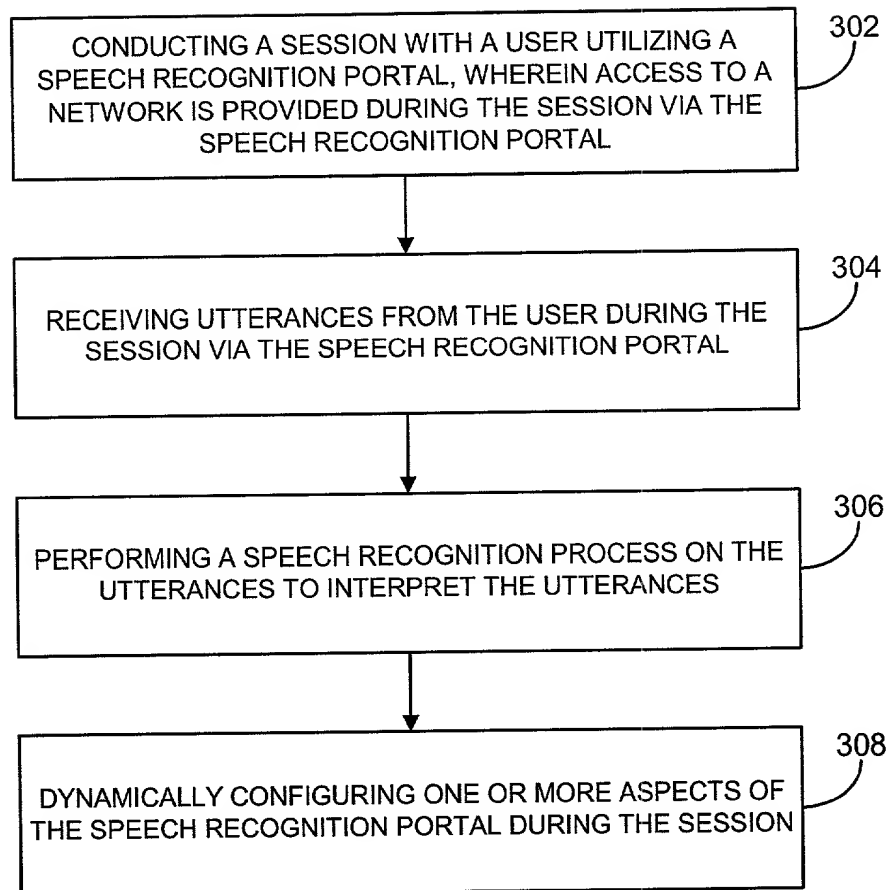 CONDUCTING A SESSION WITH A USER UTILIZING A
SPEECH RECOGNITION PORTAL, WHEREIN ACCESS TO A
NETWORK IS PROVIDED DURING THE SESSION VIA THE
SPEECH RECOGNITION PORTAL
302
RECEIVING UTTERANCES FROM THE USER DURING THE
SESSION VIA THE SPEECH RECOGNITION PORTAL
304
PERFORMING A SPEECH RECOGNITION PROCESS ON THE
UTTERANCES TO INTERPRET THE UTTERANCES
306
DYNAMICALLY CONFIGURING ONE OR MORE ASPECTS OF
THE SPEECH RECOGNITION PORTAL DURING THE SESSION
308